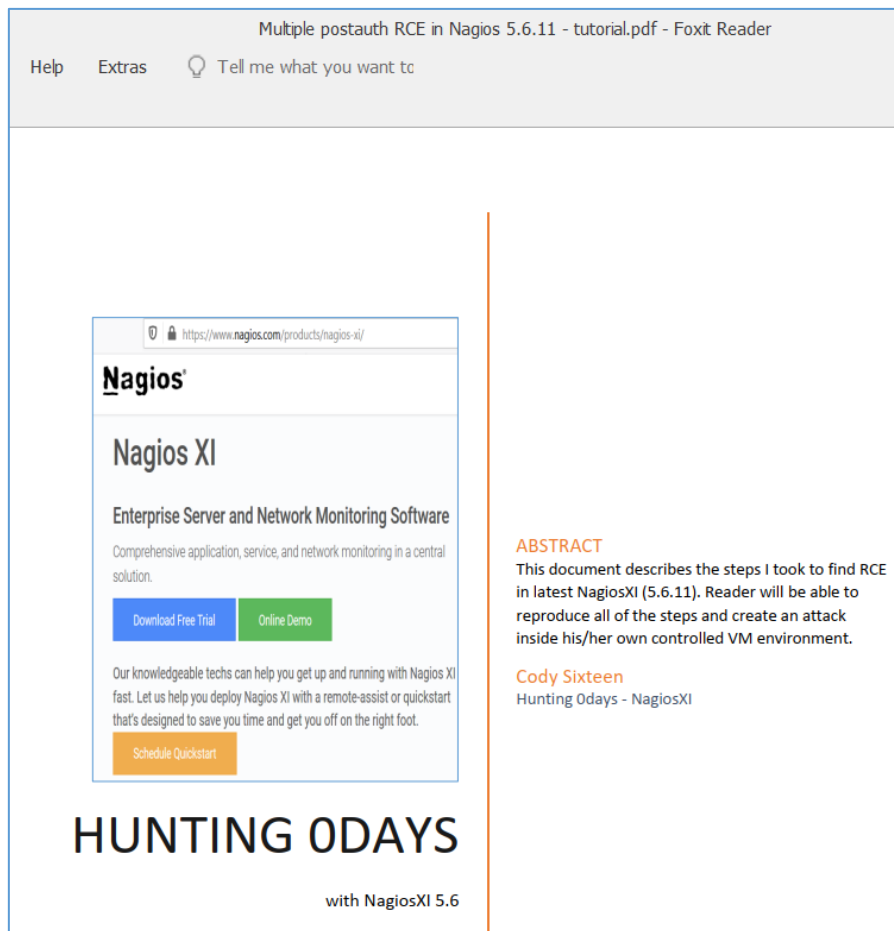 Multiple postauth RCE in Nagios 5.6.11 - tutorial.pdf - Foxit Reader
Help Extras Tell me what you want to
https://www.nagios.com/products/nagios-xi/
Nagios®
Nagios XI
Enterprise Server and Network Monitoring Software
Comprehensive application, service, and network monitoring in a central
solution.
Download Free Trial Online Demo
Our knowledgeable techs can help you get up and running with Nagios XI
fast. Let us help you deploy Nagios XI with a remote-assist or quickstart
that's designed to save you time and get you off on the right foot.
Schedule Quickstart
HUNTING 0DAYS
with NagiosXI 5.6
ABSTRACT
This document describes the steps I took to find RCE
in latest NagiosXI (5.6.11). Reader will be able to
reproduce all of the steps and create an attack
inside his/her own controlled VM environment.
Cody Sixteen
Hunting 0days - NagiosXI